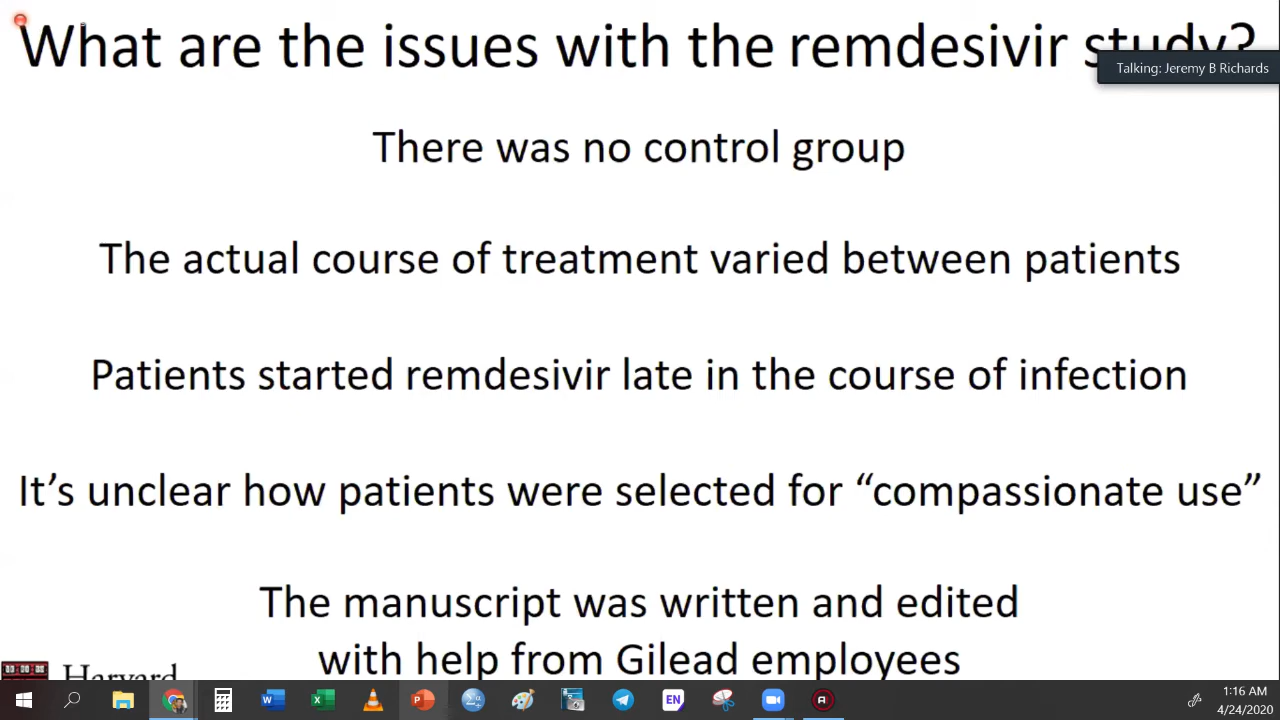 What are the issues with the remdesivir study?
Talking: Jeremy B Richards
There was no control group
The actual course of treatment varied between patients
Patients started remdesivir late in the course of infection
It’s unclear how patients were selected for “compassionate use”
The manuscript was written and edited
with help from Gilead employees
Harvard
EN
1:16 AM
4/24/2020